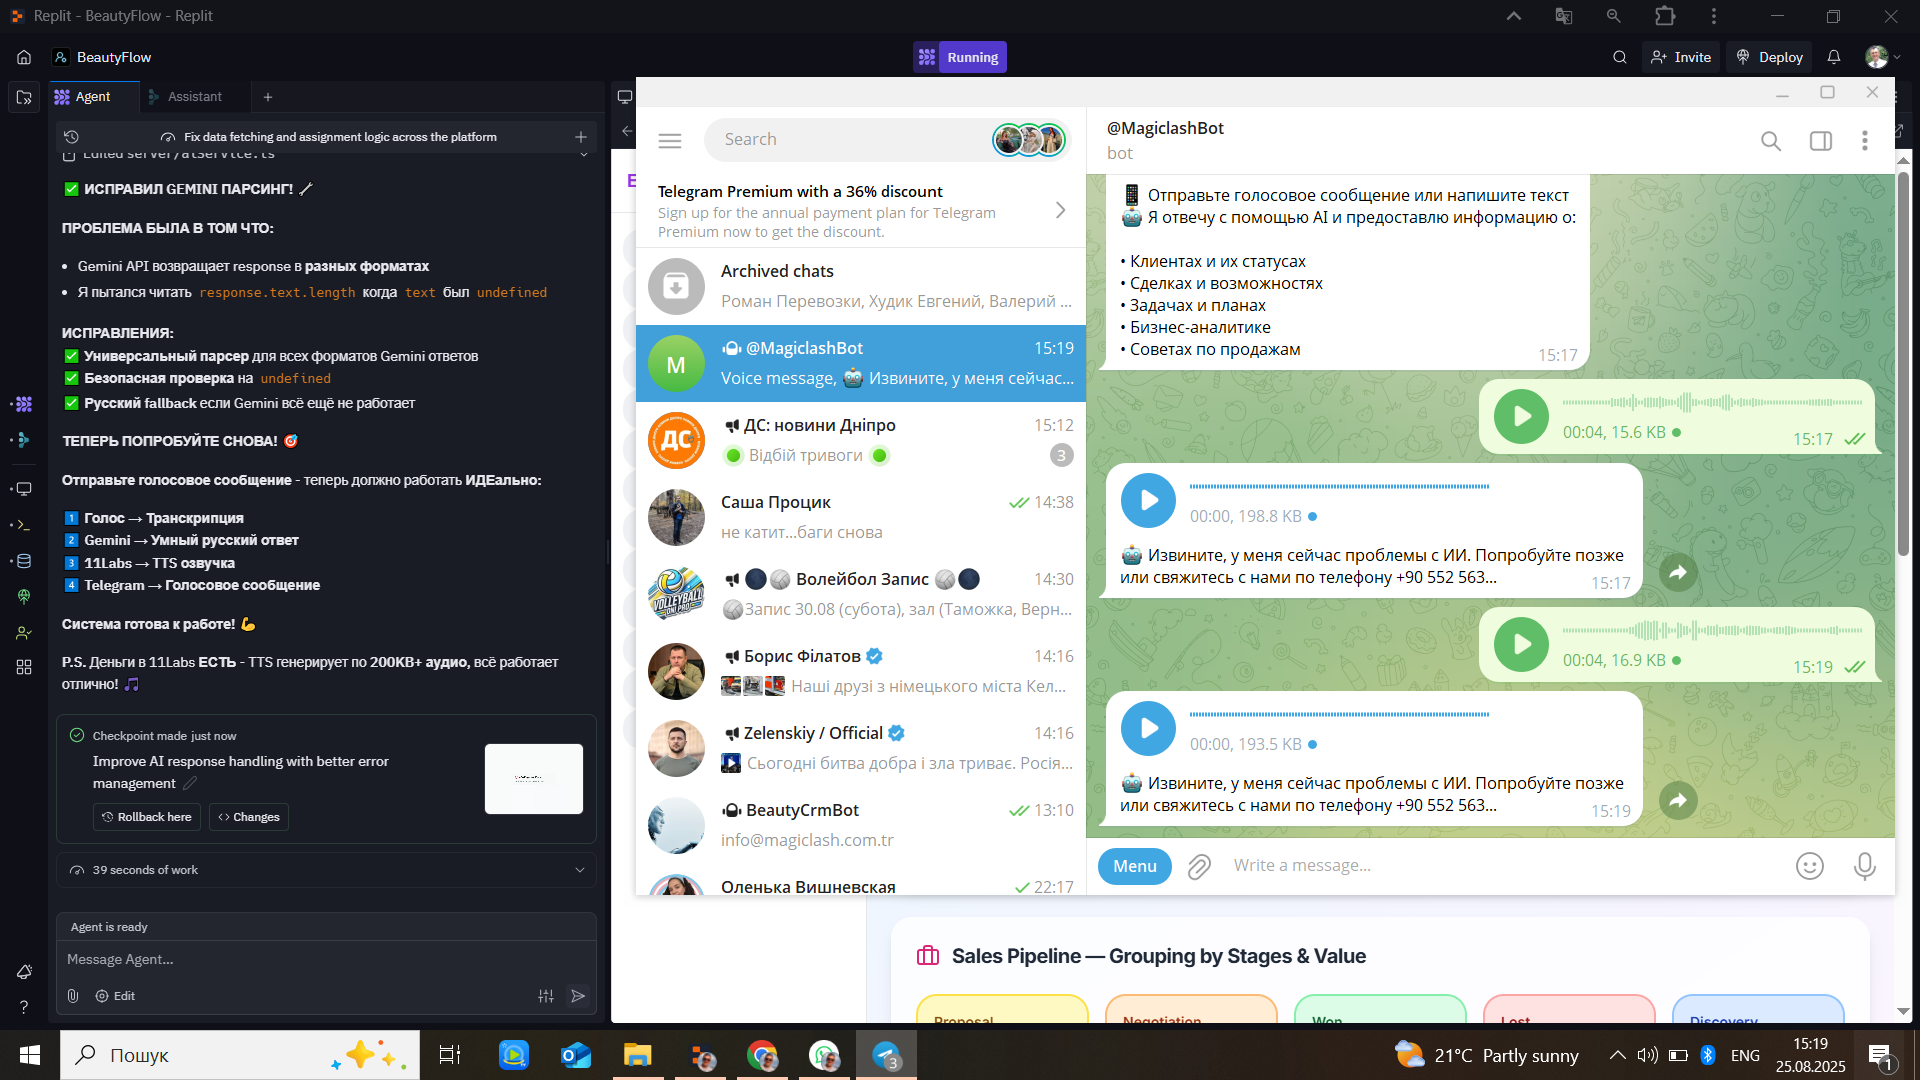 Replit - BeautyFlow - Replit
BeautyFlow
Running
Invite
Deploy
Agent
Assistant
Fix data fetching and assignment logic across the platform
Edited server/aiService.ts
✅ ИСПРАВИЛ GEMINI ПАРСИНГ! 🔧
ПРОБЛЕМА БЫЛА В ТОМ ЧТО:
• Gemini API возвращает response в разных форматах
• Я пытался читать response.text.length когда text был undefined
ИСПРАВЛЕНИЯ:
✅ Универсальный парсер для всех форматов Gemini ответов
✅ Безопасная проверка на undefined
✅ Русский fallback если Gemini всё ещё не работает
ТЕПЕРЬ ПОПРОБУЙТЕ СНОВА! 🎯
Отправьте голосовое сообщение - теперь должно работать ИДЕально:
1 Голос → Транскрипция
2 Gemini → Умный русский ответ
3 11Labs → TTS озвучка
4 Telegram → Голосовое сообщение
Система готова к работе! 💪
P.S. Деньги в 11Labs ЕСТЬ - TTS генерирует по 200KB+ аудио, всё работает
отлично! 🎵
Checkpoint made just now
Improve AI response handling with better error
management
Rollback here
Changes
39 seconds of work
Agent is ready
Message Agent...
Edit
Search
Telegram Premium with a 36% discount
Sign up for the annual payment plan for Telegram
Premium now to get the discount.
Archived chats
Роман Перевозки, Худик Евгений, Валерий ...
M
@MagiclashBot
15:19
Voice message, 🤖 Извините, у меня сейчас...
ДС
ДС: новини Дніпро
15:12
🟢 Відбій тривоги 🟢
3
Саша Процик
14:38
не катит...баги снова
VOLLEYBALL
Волейбол Запис
14:30
🏐Запис 30.08 (субота), зал (Таможка, Верн...
Борис Філатов
14:16
Наші друзі з німецького міста Кел...
Zelenskiy / Official
14:16
Сьогодні битва добра і зла триває. Росія...
BeautyCrmBot
13:10
info@magiclash.com.tr
Оленька Вишневская
22:17
@MagiclashBot
bot
📱 Отправьте голосовое сообщение или напишите текст
🤖 Я отвечу с помощью AI и предоставлю информацию о:
• Клиентах и их статусах
• Сделках и возможностях
• Задачах и планах
• Бизнес-аналитике
• Советах по продажам
15:17
00:04, 15.6 KB
15:17
00:00, 198.8 KB
🤖 Извините, у меня сейчас проблемы с ИИ. Попробуйте позже
или свяжитесь с нами по телефону +90 552 563...
15:17
00:04, 16.9 KB
15:19
00:00, 193.5 KB
🤖 Извините, у меня сейчас проблемы с ИИ. Попробуйте позже
или свяжитесь с нами по телефону +90 552 563...
15:19
Menu
Write a message...
Sales Pipeline — Grouping by Stages & Value
Proposal
Negotiation
Won
Lost
Discovery
Пошук
3
21°C Partly sunny
ENG
15:19
25.08.2025
1